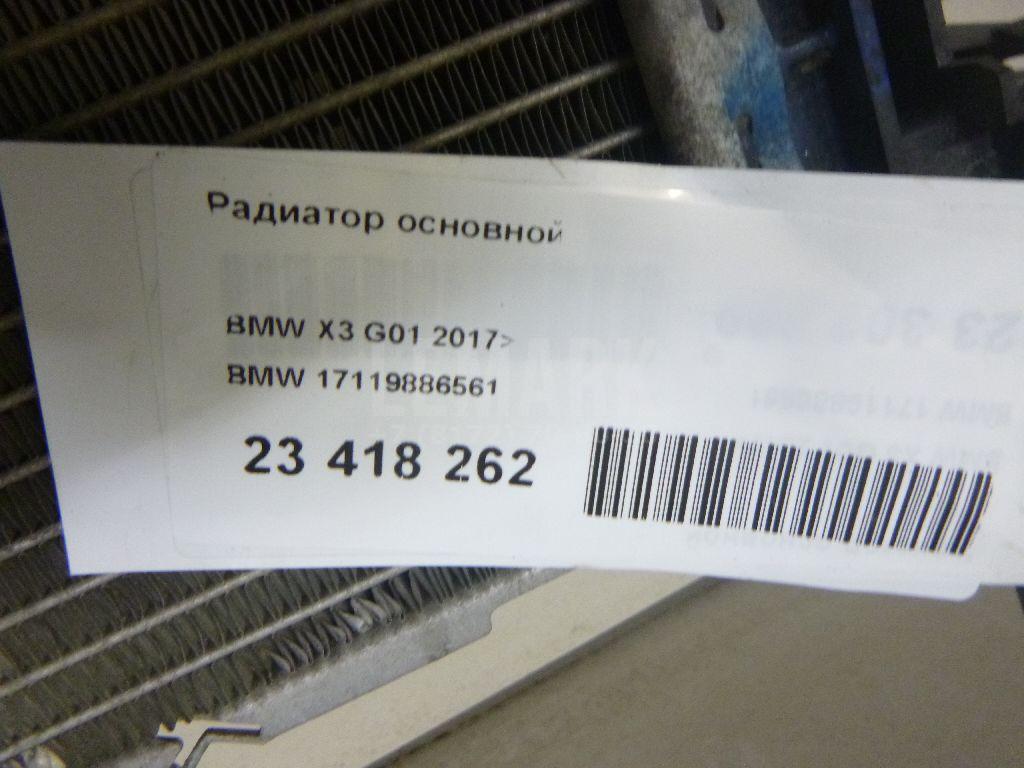 Радиатор основной
BMW X3 G01 2017>
BMW 17119886561
23 418 262